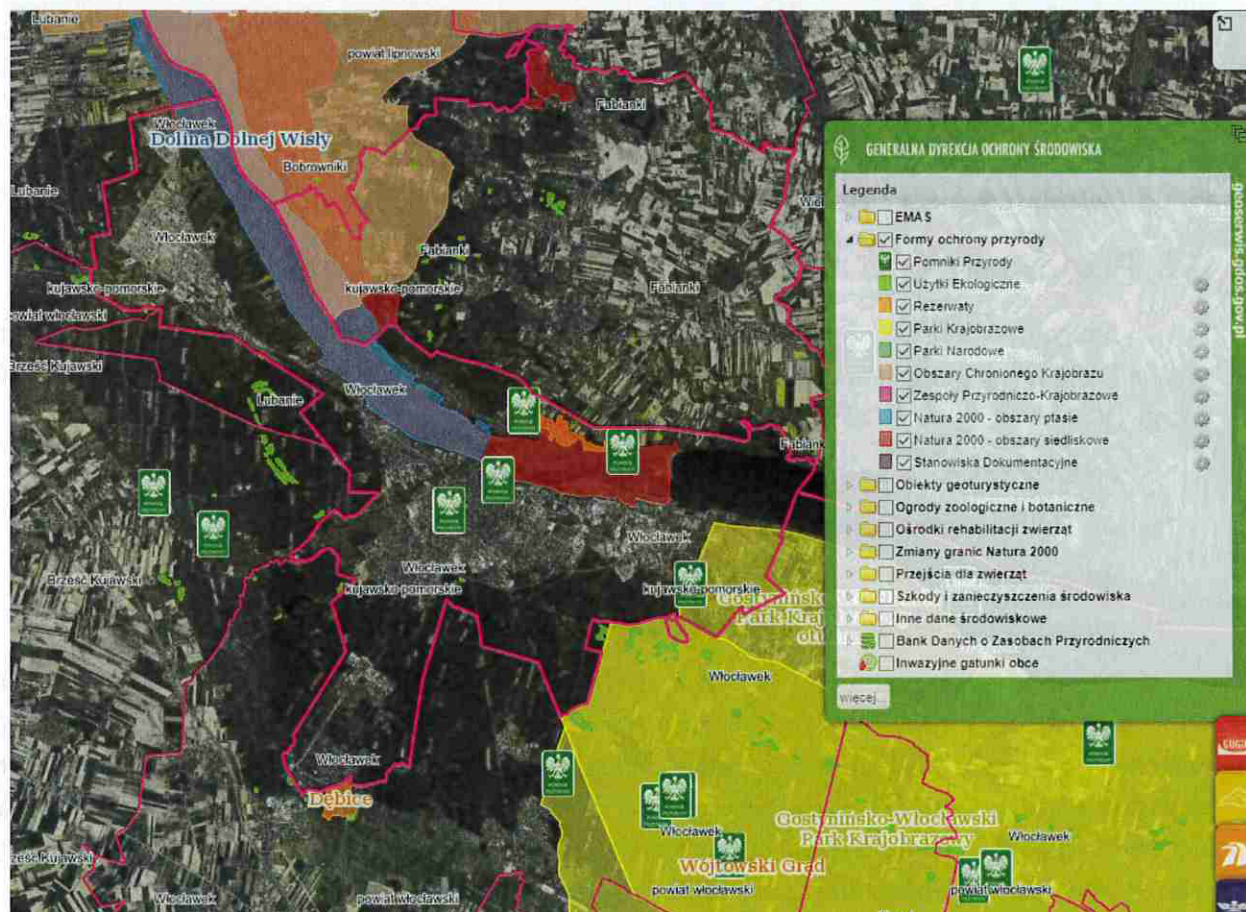 Lubanie
powiat lipnowski
Fabianki
Włocławek
Dolina Dolnej Wisły
Bobrowniki
Lubanie
Włocławek
Fabianki
kujawsko-pomorskie
kujawsko-pomorskie
Fabianki
powiat włocławski
Brześć Kujawski
Włocławek
Lubanie
Włocławek
Włocławek
kujawsko-pomorskie
Brześć Kujawski
kujawsko-pomorskie
Park
Włocławek
Włocławek
Dębice
Gostynińsko-Włocławski
Park Krajobrazowy
Włocławek
Włocławek
Wójtowski Grąd
powiat włocławski
powiat włocławski
Włocławek
powiat włocławski
Włocławek
GENERALNA DYREKCJA OCHRONY ŚRODOWISKA
geoserwis.gdos.gov.pl
Legenda
EMAS
Formy ochrony przyrody
Pomniki Przyrody
Użytki Ekologiczne
Rezerwaty
Parki Krajobrazowe
Parki Narodowe
Obszary Chronionego Krajobrazu
Zespoły Przyrodniczo-Krajobrazowe
Natura 2000 - obszary ptasie
Natura 2000 - obszary siedliskowe
Stanowiska Dokumentacyjne
Obiekty geoturystyczne
Ogrody zoologiczne i botaniczne
Ośrodki rehabilitacji zwierząt
Zmiany granic Natura 2000
Przejścia dla zwierząt
Szkody i zanieczyszczenia środowiska
Inne dane środowiskowe
Bank Danych o Zasobach Przyrodniczych
Inwazyjne gatunki obce
więcej...